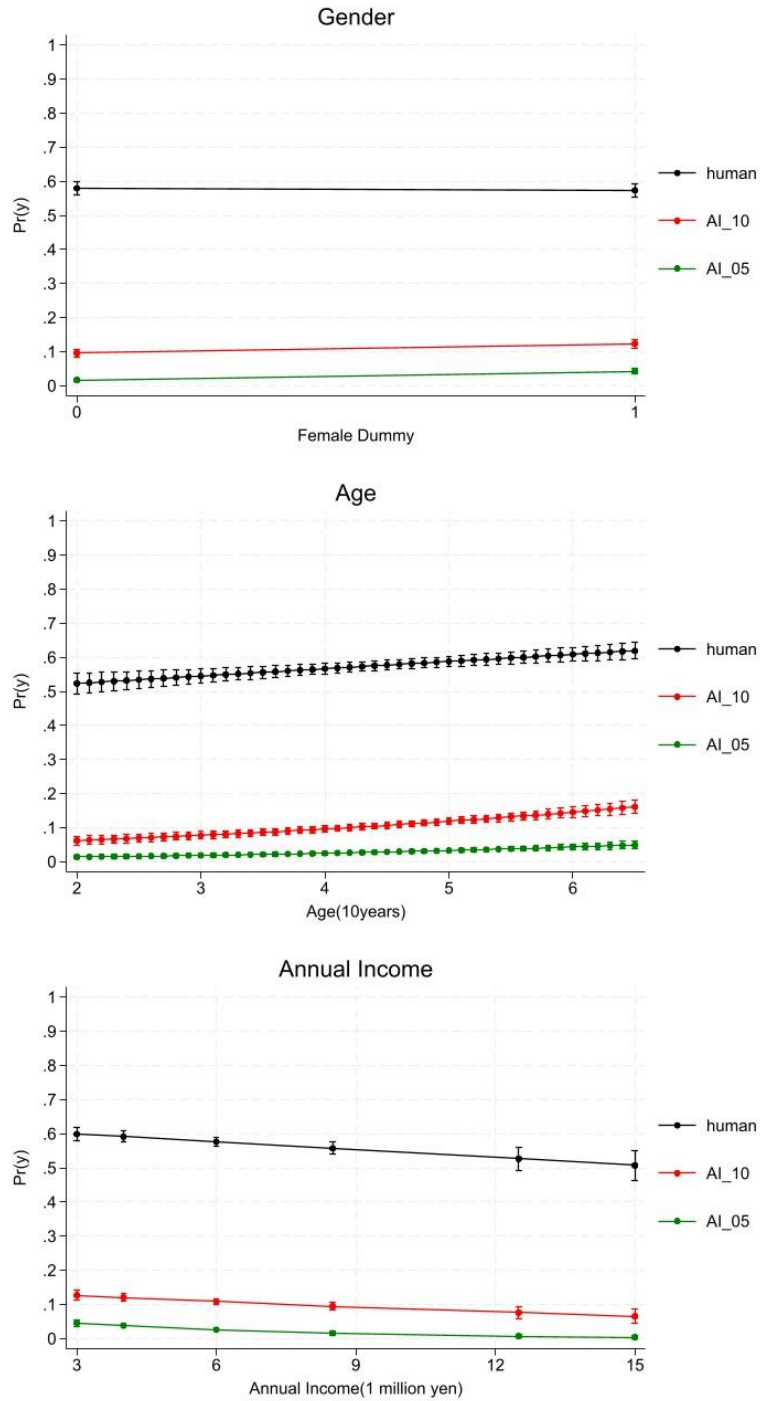 Gender
1
.9
.8
.7
.6
.5
.4
.3
.2
.1
0
Pr(y)
0 1
Female Dummy
human
AI_10
AI_05
Age
1
.9
.8
.7
.6
.5
.4
.3
.2
.1
0
Pr(y)
2 3 4 5 6
Age(10years)
human
AI_10
AI_05
Annual Income
1
.9
.8
.7
.6
.5
.4
.3
.2
.1
0
Pr(y)
3 6 9 12 15
Annual Income(1 million yen)
human
AI_10
AI_05